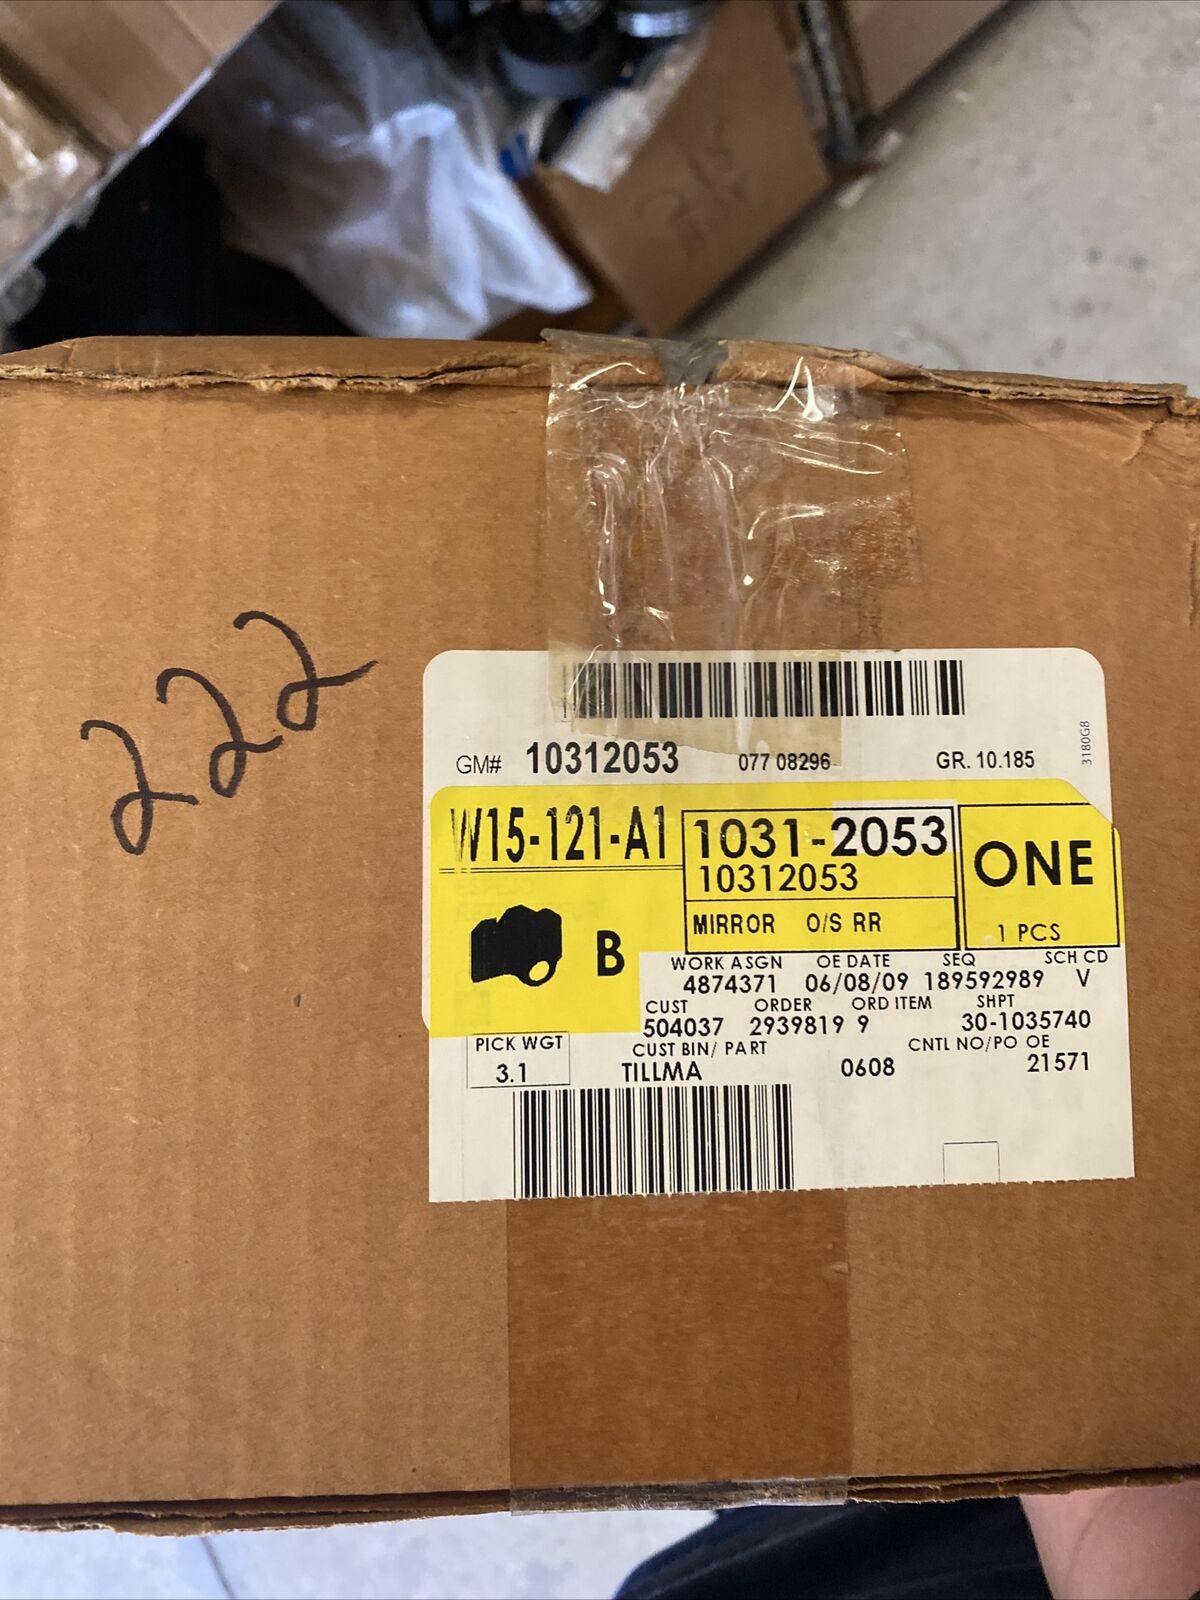 222
GM# 10312053 077 08296 GR. 10.185
3180G8
W15-121-A1
1031-2053
10312053
MIRROR O/S RR
ONE
1 PCS
B
WORK ASGN OE DATE SEQ SCH CD
4874371 06/08/09 189592989 V
CUST ORDER ORD ITEM SHPT
504037 2939819 9 30-1035740
PICK WGT CUST BIN/ PART CNTL NO/PO OE
3.1 TILLMA 0608 21571